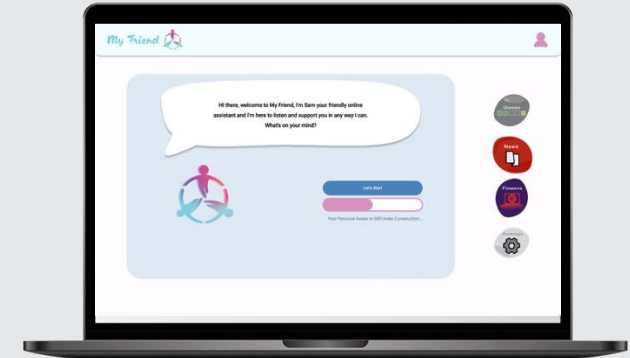 My Friend
Hi there, welcome to My Friend, I'm Sam your friendly online
assistant and I'm here to listen and support you in any way I can.
Whats on your mind?
Games
News
Lets Start
Finance
Your Personal Avatar is Still Under Construction....
Settings